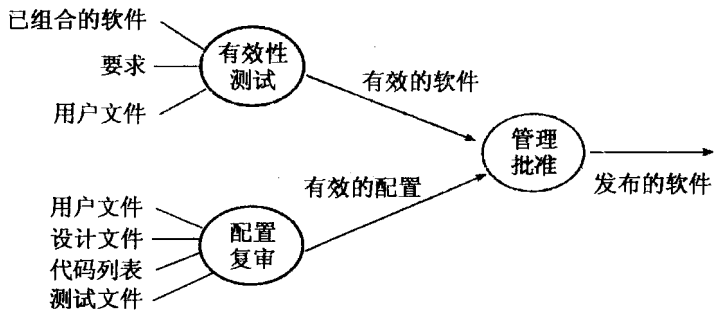 已组合的软件
要求
用户文件
有效性
测试
有效的软件
用户文件
设计文件
代码列表
测试文件
配置
复审
有效的配置
管理
批准
发布的软件